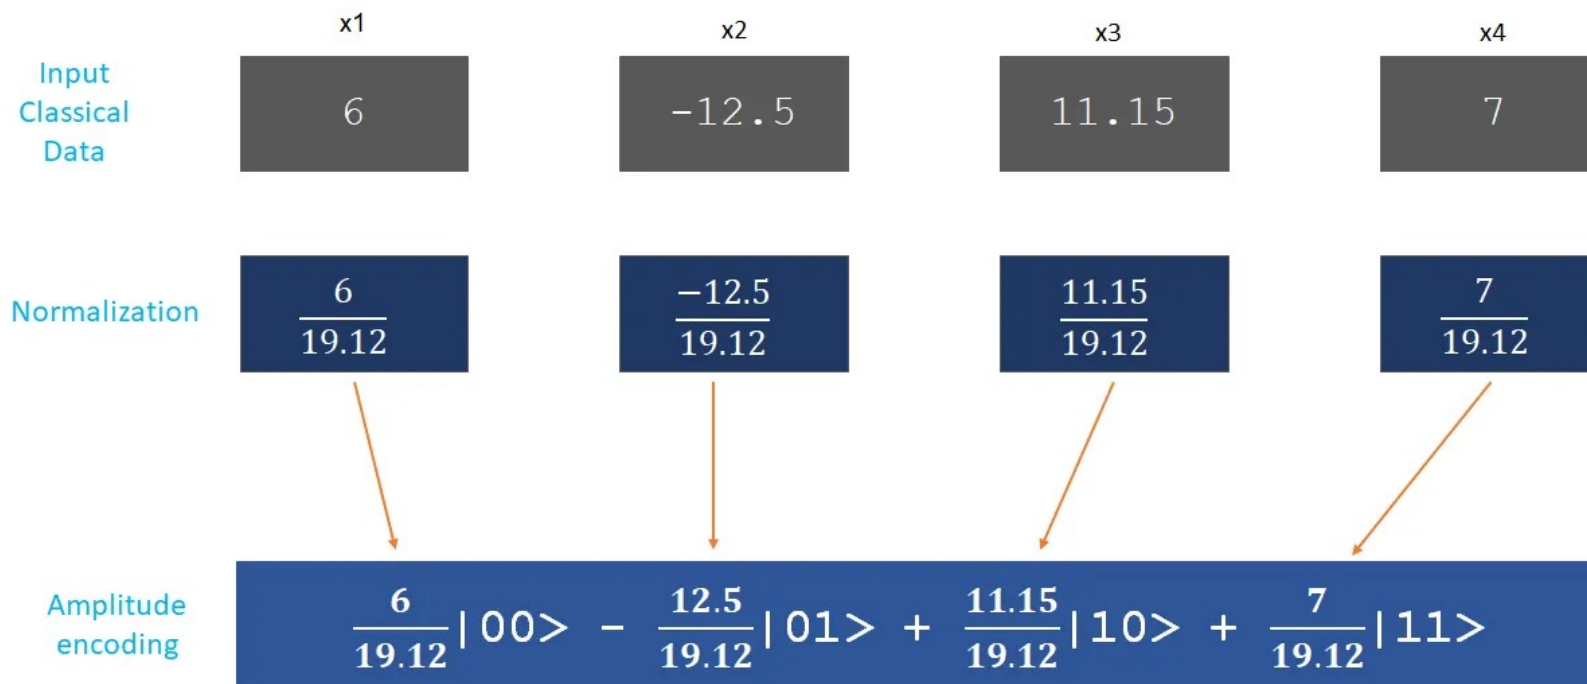 x1 x2 x3 x4
Input
Classical
Data
6 -12.5 11.15 7
Normalization
6/19.12 −12.5/19.12 11.15/19.12 7/19.12
Amplitude
encoding
6/19.12|00> - 12.5/19.12|01> + 11.15/19.12|10> + 7/19.12|11>